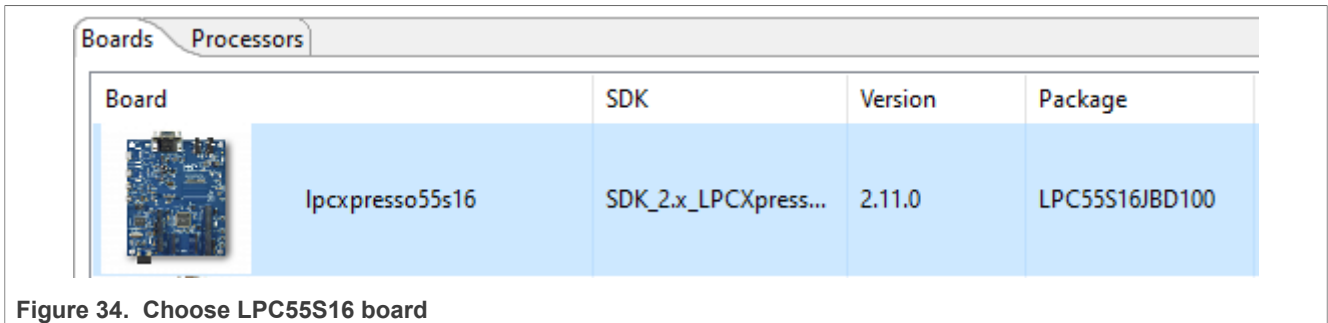 Boards Processors
Board SDK Version Package
lpcxpresso55s16 SDK_2.x_LPCXpress... 2.11.0 LPC55S16JBD100
Figure 34. Choose LPC55S16 board